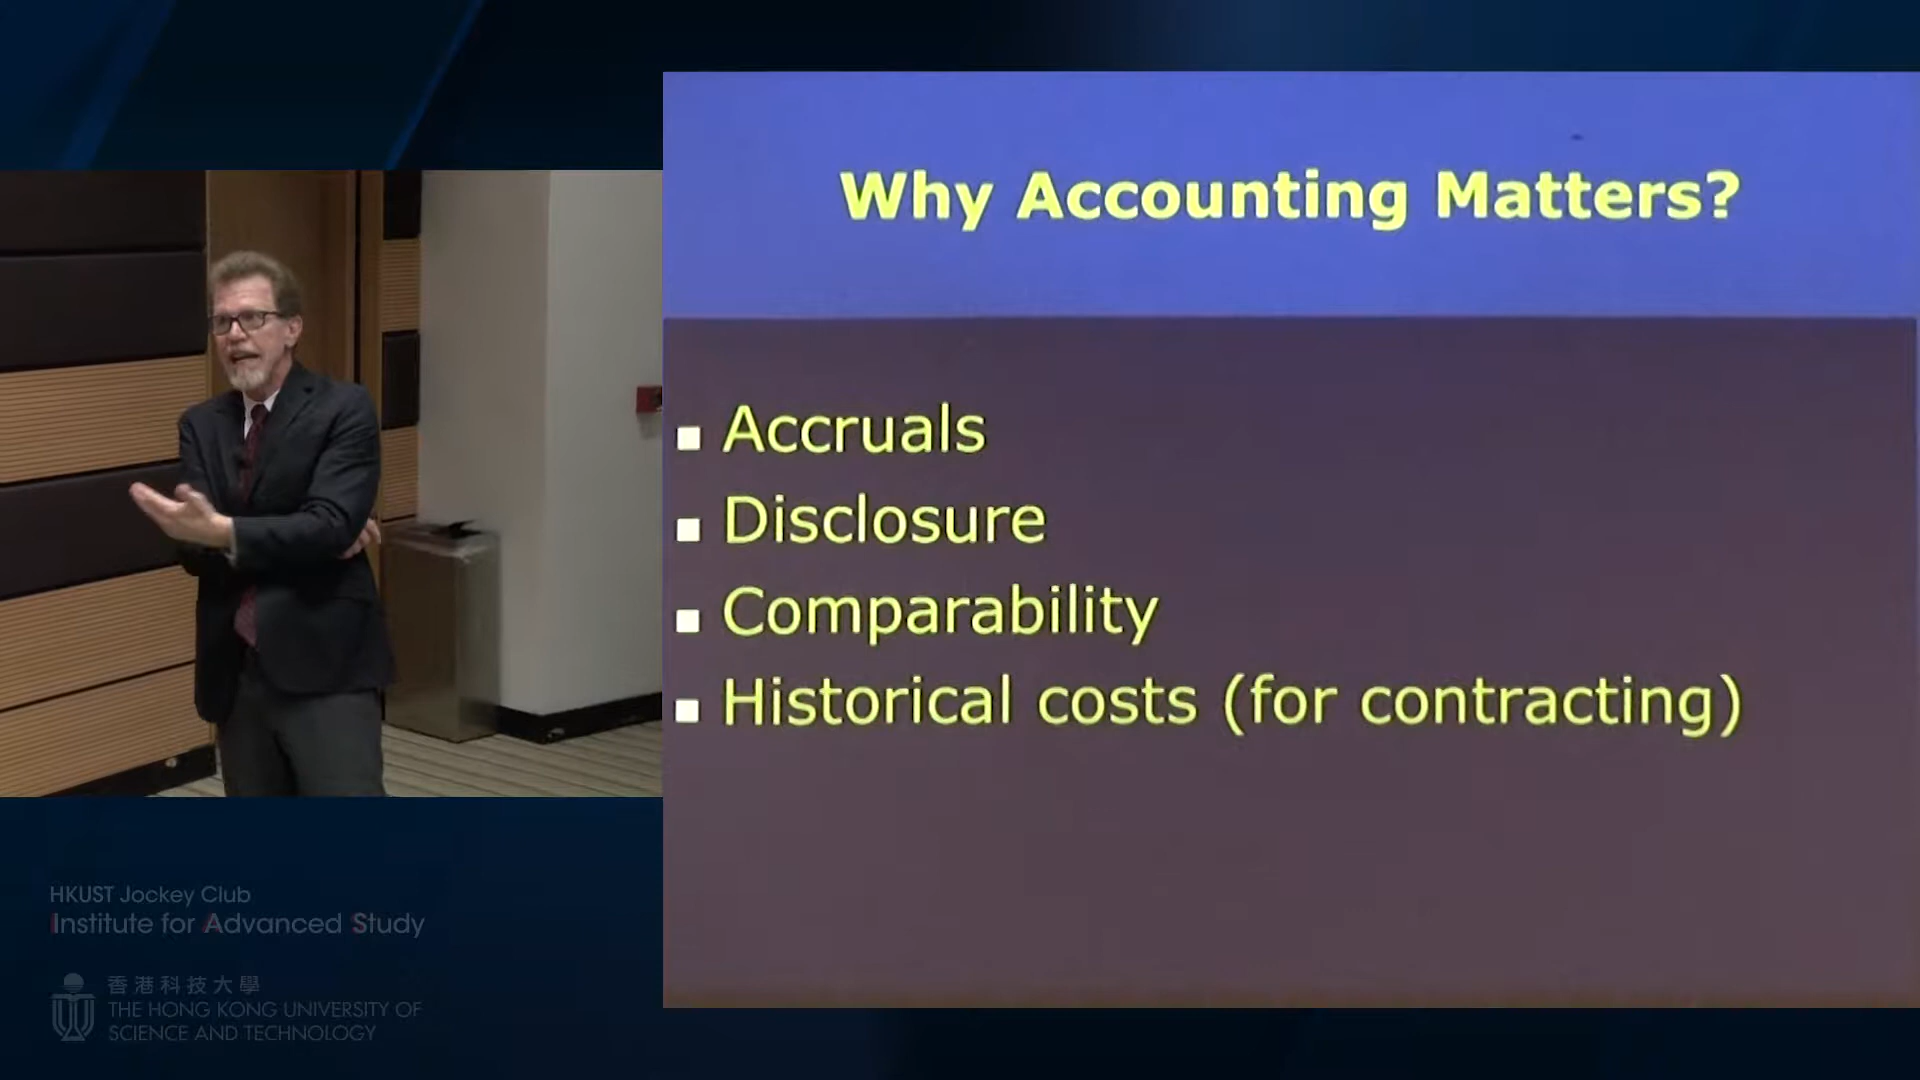 Why Accounting Matters?
Accruals
Disclosure
Comparability
Historical costs (for contracting)
HKUST Jockey Club
Institute for Advanced Study
香港科技大學
THE HONG KONG UNIVERSITY OF
SCIENCE AND TECHNOLOGY